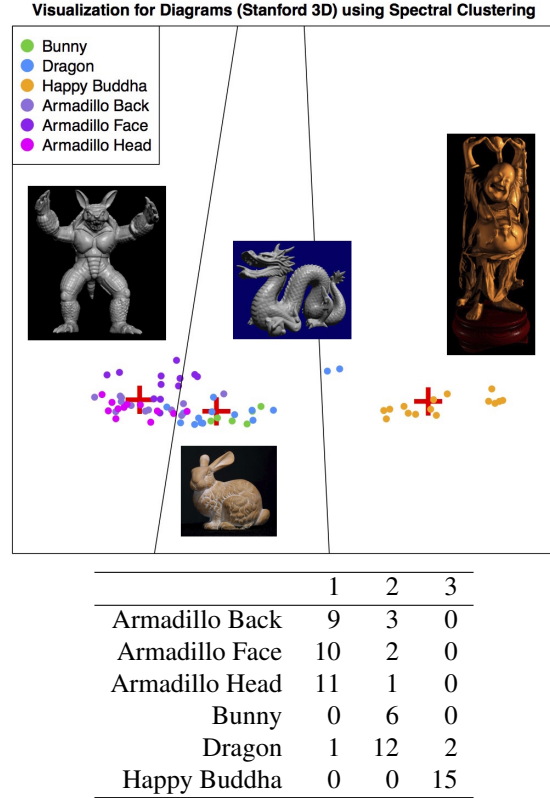 Visualization for Diagrams (Stanford 3D) using Spectral Clustering
Bunny
Dragon
Happy Buddha
Armadillo Back
Armadillo Face
Armadillo Head
1 2 3
Armadillo Back 9 3 0
Armadillo Face 10 2 0
Armadillo Head 11 1 0
Bunny 0 6 0
Dragon 1 12 2
Happy Buddha 0 0 15